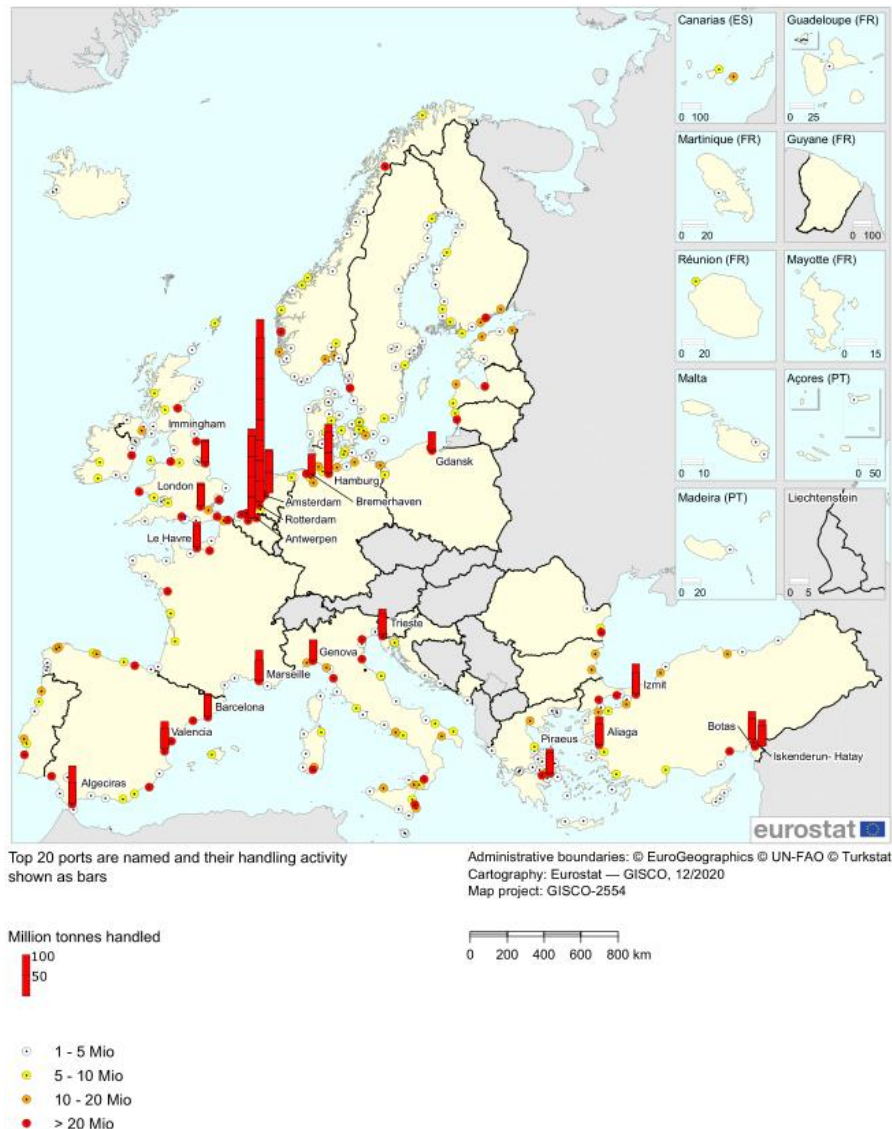 Canarias (ES)
0 100
Guadeloupe (FR)
0 25
Martinique (FR)
0 20
Guyane (FR)
0 100
Réunion (FR)
0 20
Mayotte (FR)
0 15
Malta
0 10
Açores (PT)
0 50
Madeira (PT)
0 20
Liechtenstein
0 5
Immingham
London
Le Havre
Gdansk
Hamburg
Bremerhaven
Amsterdam
Rotterdam
Antwerpen
Trieste
Genova
Marseille
Barcelona
Valencia
Algeciras
Piraeus
Aliaga
Izmit
Botas
Iskenderun- Hatay
eurostat
Top 20 ports are named and their handling activity
shown as bars
Administrative boundaries: © EuroGeographics © UN-FAO © Turkstat
Cartography: Eurostat — GISCO, 12/2020
Map project: GISCO-2554
Million tonnes handled
100
50
0 200 400 600 800 km
1 - 5 Mio
5 - 10 Mio
10 - 20 Mio
> 20 Mio